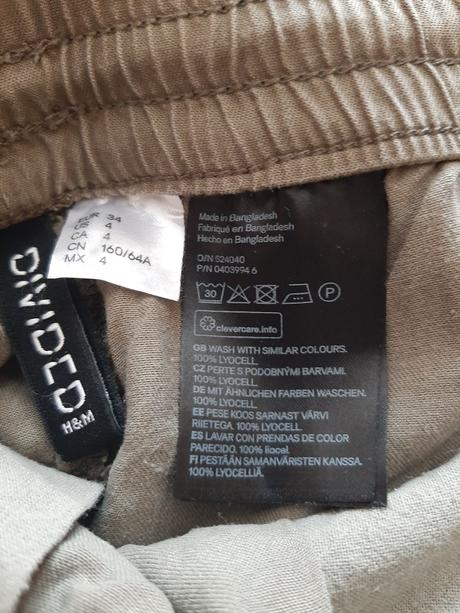 EUR 34
US 4
CA 4
CN 160/64A
MX 4
DIVIDED
H&M
Made in Bangladesh
Fabriqué en Bangladesh
Hecho en Bangladesh
O/N 524040
P/N 0403994 6
30 P
clevercare.info
GB WASH WITH SIMILAR COLOURS.
100% LYOCELL.
CZ PERTE S PODOBNÝMI BARVAMI.
100% LYOCELL.
DE MIT ÄHNLICHEN FARBEN WASCHEN.
100% LYOCELL.
EE PESE KOOS SARNAST VÄRVI
RIIETEGA. 100% LYOCELL.
ES LAVAR CON PRENDAS DE COLOR
PARECIDO. 100% liocel.
FI PESTÄÄN SAMANVÄRISTEN KANSSA.
100% LYOCELLIÄ.